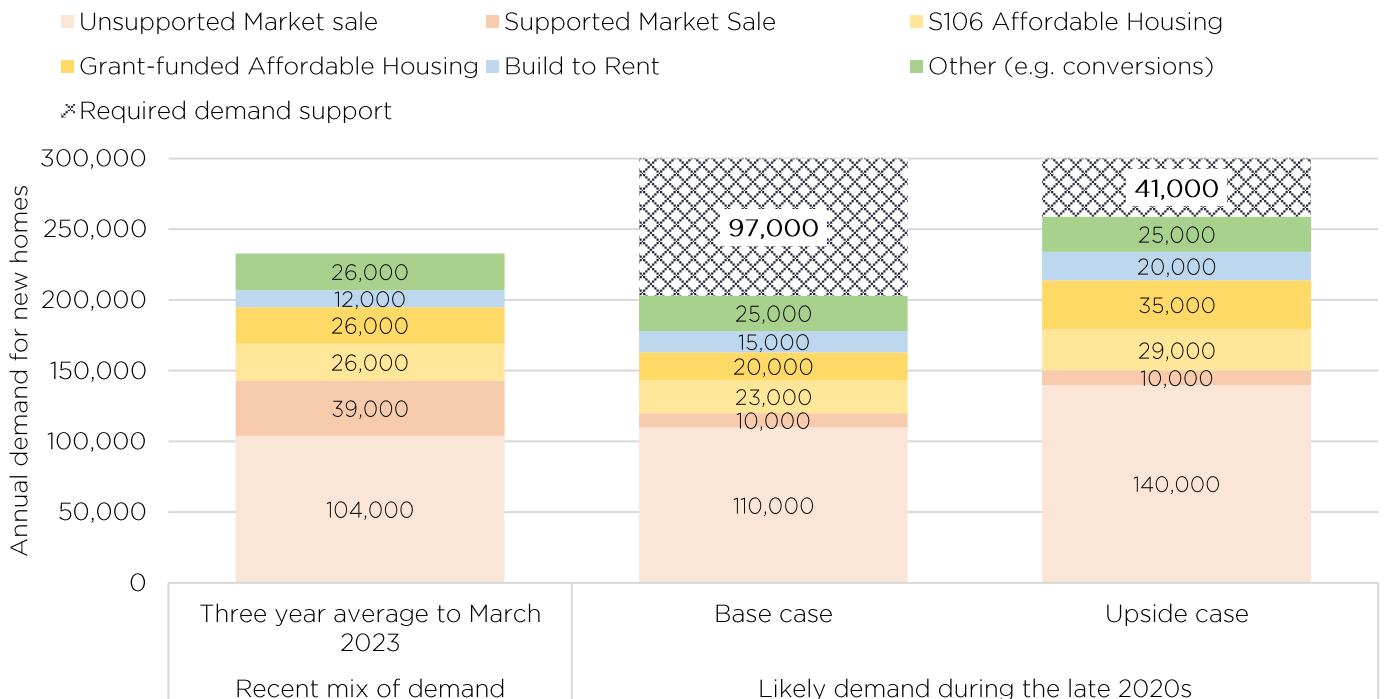 Unsupported Market sale
Supported Market Sale
S106 Affordable Housing
Grant-funded Affordable Housing
Build to Rent
Other (e.g. conversions)
Required demand support
Annual demand for new homes
300,000
250,000
200,000
150,000
100,000
50,000
0
26,000
12,000
26,000
26,000
39,000
104,000
97,000
25,000
15,000
20,000
23,000
10,000
110,000
41,000
25,000
20,000
35,000
29,000
10,000
140,000
Three year average to March
2023
Base case
Upside case
Recent mix of demand
Likely demand during the late 2020s